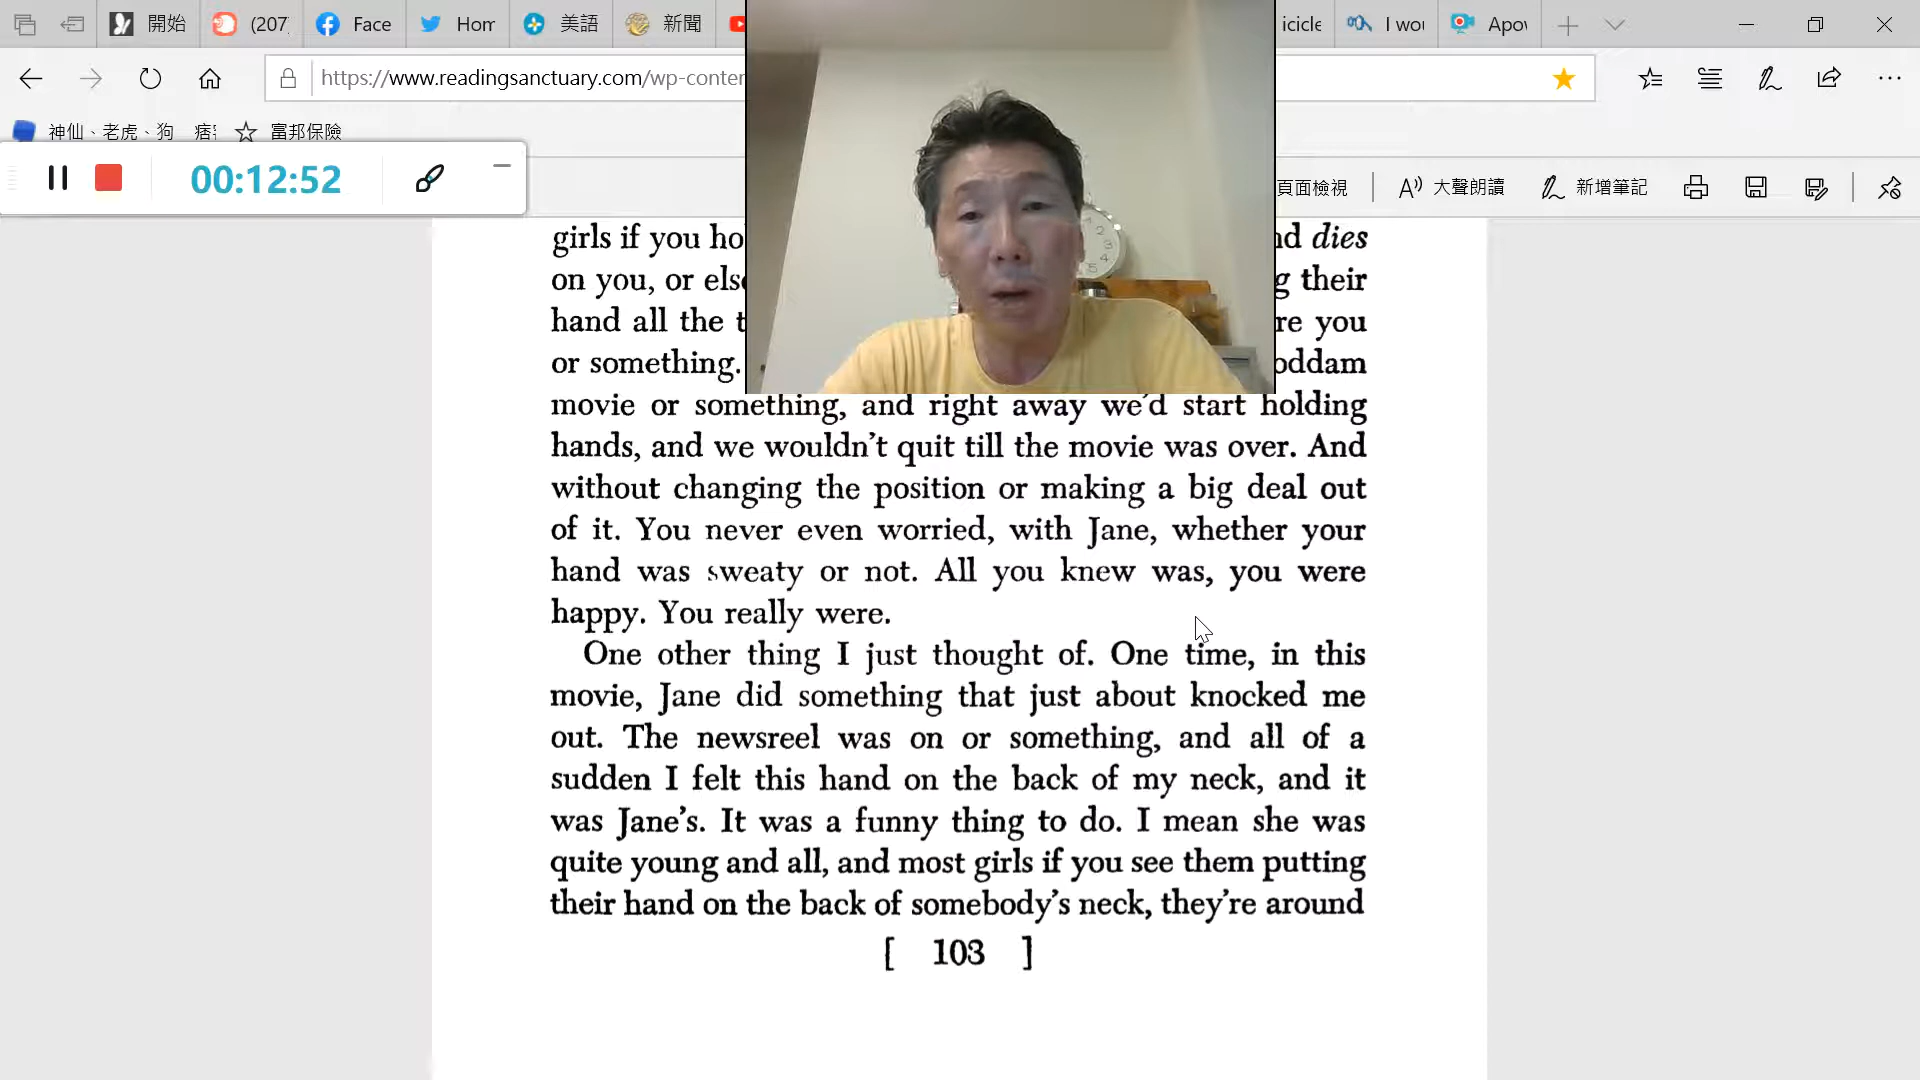 開始
(207
Face
Hom
美語
新聞
icicle
I wou
Apov
https://www.readingsanctuary.com/wp-conten
神仙、老虎、狗
富邦保險
00:12:52
頁面檢視
A
大聲朗讀
新增筆記
girls if you ho nd dies
on you, or else g their
hand all the t re you
or something. oddam
movie or something, and right away we'd start holding
hands, and we wouldn't quit till the movie was over. And
without changing the position or making a big deal out
of it. You never even worried, with Jane, whether your
hand was sweaty or not. All you knew was, you were
happy. You really were.
One other thing I just thought of. One time, in this
movie, Jane did something that just about knocked me
out. The newsreel was on or something, and all of a
sudden I felt this hand on the back of my neck, and it
was Jane's. It was a funny thing to do. I mean she was
quite young and all, and most girls if you see them putting
their hand on the back of somebody's neck, they're around
[ 103 ]